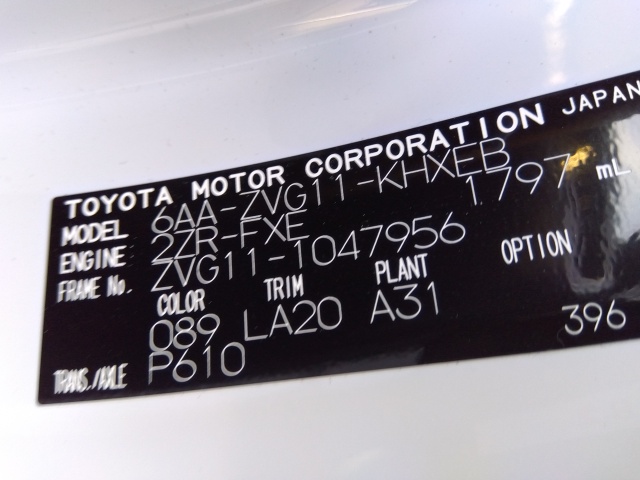 TOYOTA MOTOR CORPORATION JAPAN
MODEL 6AA-ZVG11-KHXEB
ENGINE 2ZR-FXE 1797 mL
FRAME No. ZVG11-1047956
COLOR TRIM PLANT OPTION
089 LA20 A31 396
TRANS./AXLE P610